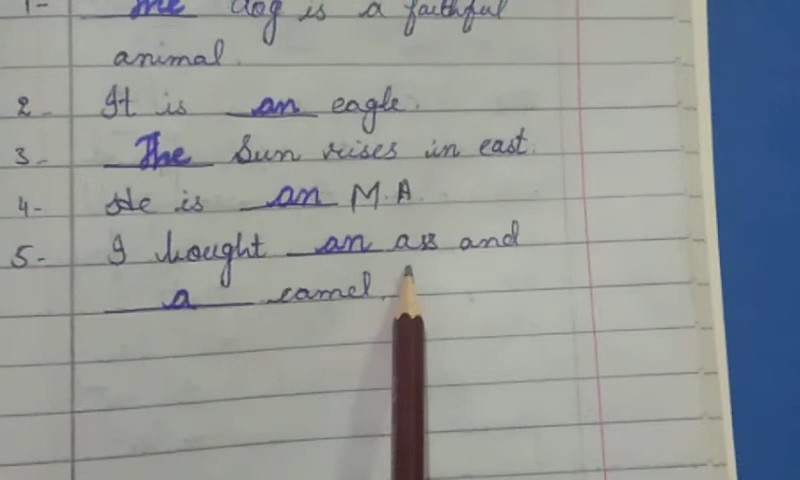 1- The dog is a faithful
animal.
2- It is an eagle.
3- The Sun rises in east.
4- He is an M.A.
5- I bought an ass and
a camel.